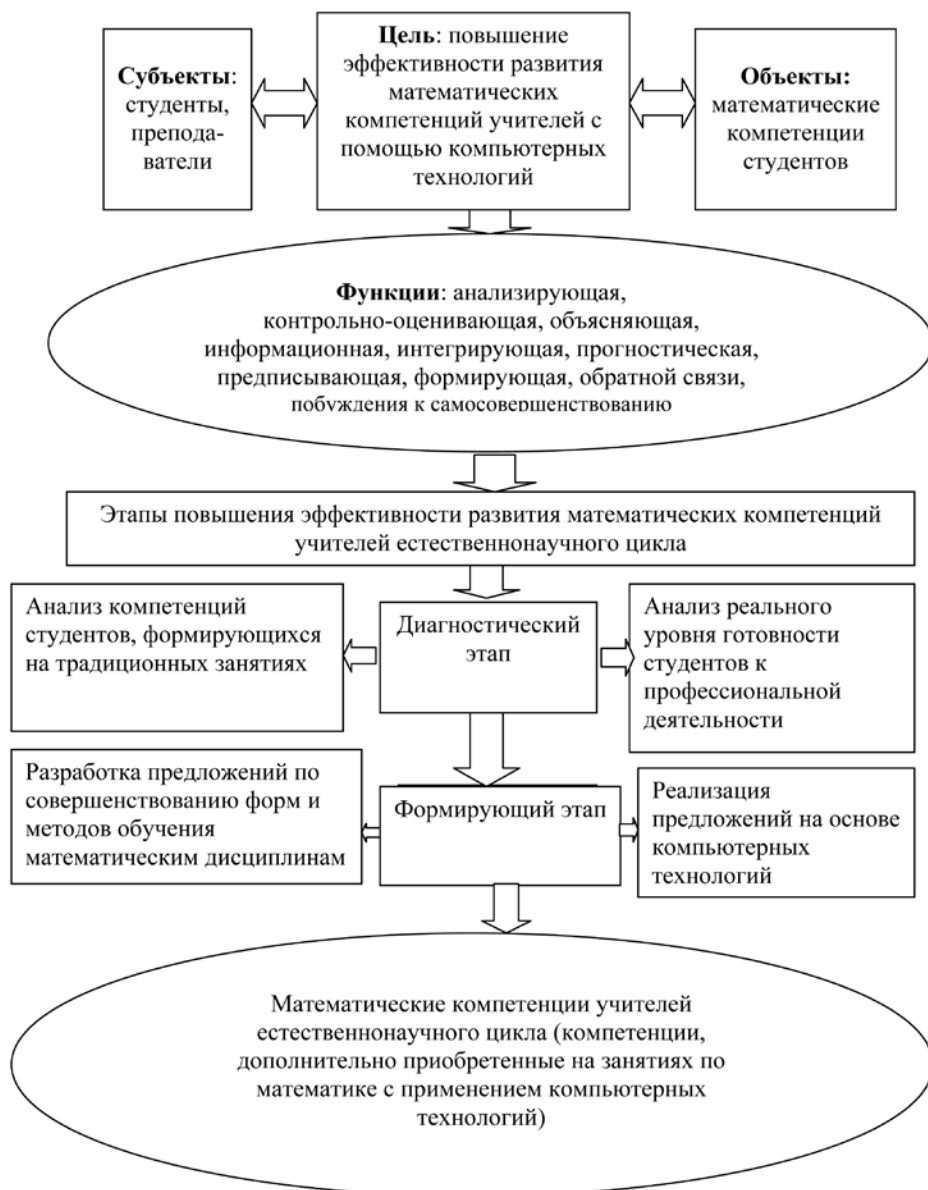 Субъекты:
студенты,
препода-
ватели
Цель: повышение
эффективности развития
математических
компетенций учителей с
помощью компьютерных
технологий
Объекты:
математические
компетенции
студентов
Функции: анализирующая,
контрольно-оценивающая, объясняющая,
информационная, интегрирующая, прогностическая,
предписывающая, формирующая, обратной связи,
побуждения к самосовершенствованию
Этапы повышения эффективности развития математических компетенций
учителей естественнонаучного цикла
Анализ компетенций
студентов, формирующихся
на традиционных занятиях
Диагностический
этап
Анализ реального
уровня готовности
студентов к
профессиональной
деятельности
Разработка предложений по
совершенствованию форм и
методов обучения
математическим дисциплинам
Формирующий этап
Реализация
предложений на основе
компьютерных
технологий
Математические компетенции учителей
естественнонаучного цикла (компетенции,
дополнительно приобретенные на занятиях по
математике с применением компьютерных
технологий)